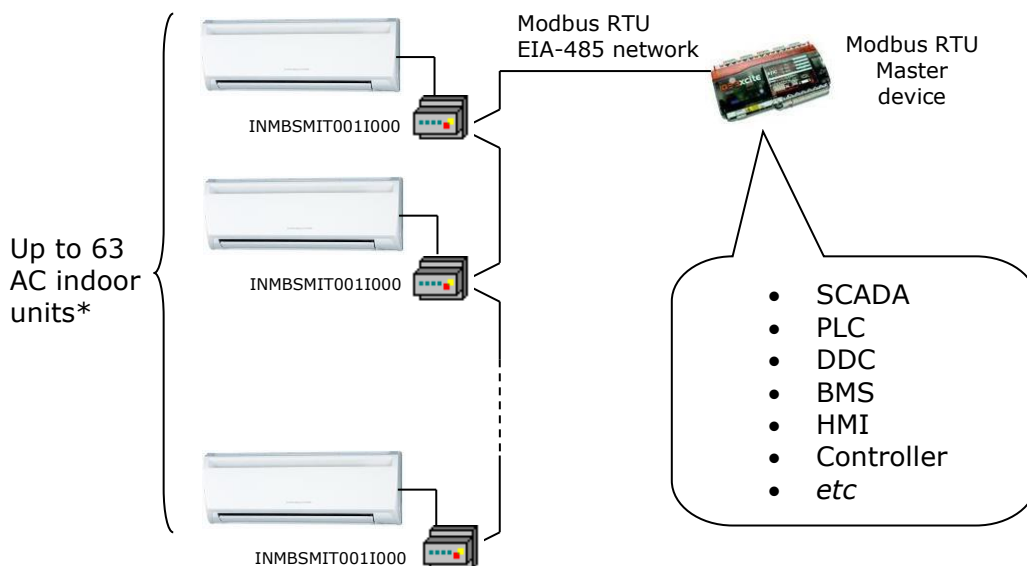 Modbus RTU
EIA-485 network
Modbus RTU
Master
device
INMBSMIT001I000
Up to 63
AC indoor
units*
INMBSMIT001I000
• SCADA
• PLC
• DDC
• BMS
• HMI
• Controller
• etc
INMBSMIT001I000
xcite